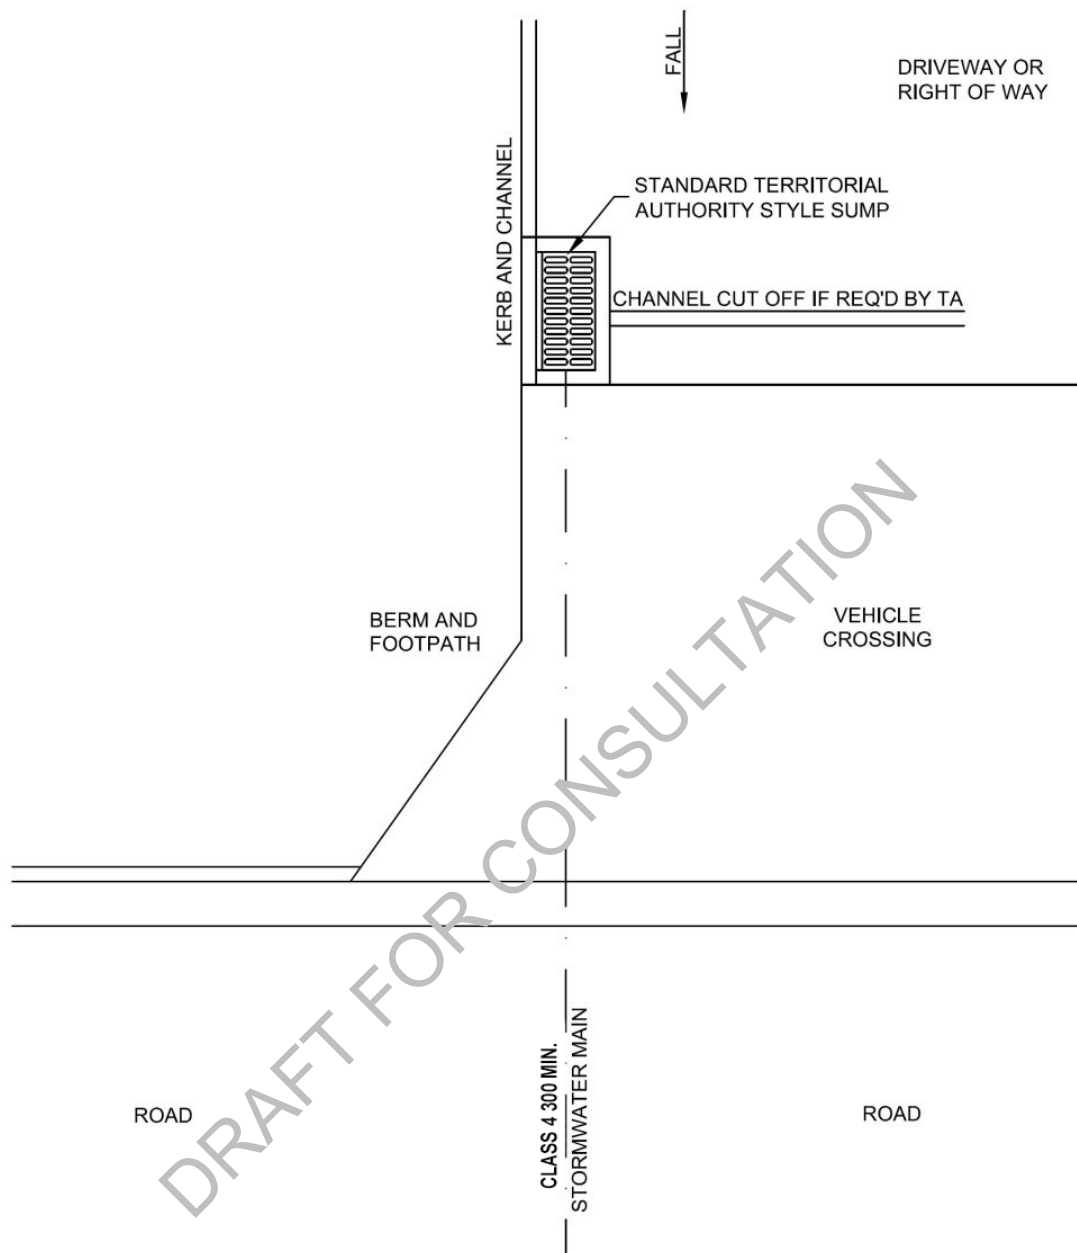 FALL
DRIVEWAY OR
RIGHT OF WAY
KERB AND CHANNEL
STANDARD TERRITORIAL
AUTHORITY STYLE SUMP
CHANNEL CUT OFF IF REQ'D BY TA
BERM AND
FOOTPATH
VEHICLE
CROSSING
DRAFT FOR CONSULTATION
ROAD
CLASS 4 300 MIN.
STORMWATER MAIN
ROAD